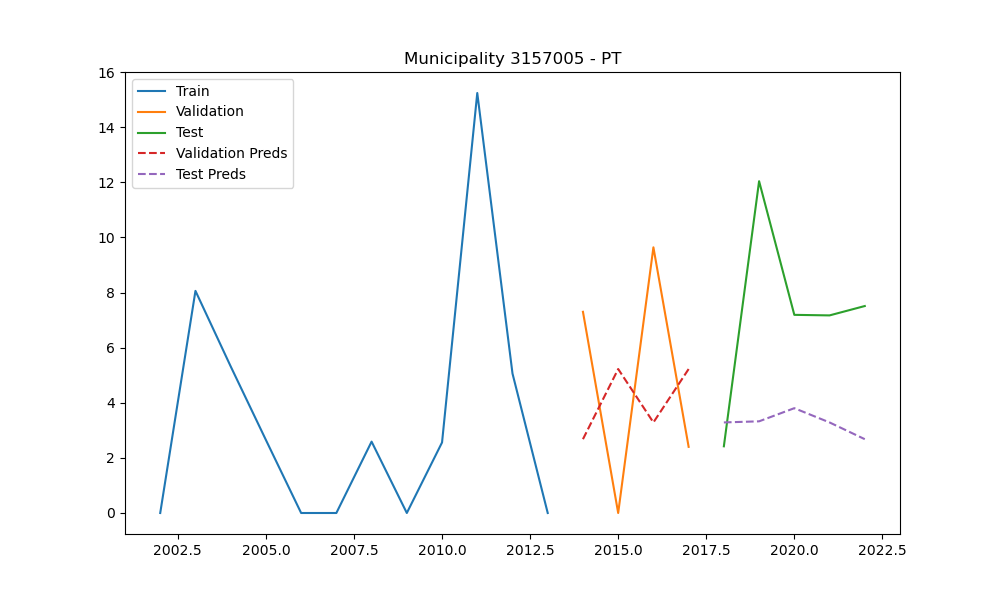 Municipality 3157005 - PT
Train
Validation
Test
Validation Preds
Test Preds
16
14
12
10
8
6
4
2
0
2002.5 2005.0 2007.5 2010.0 2012.5 2015.0 2017.5 2020.0 2022.5